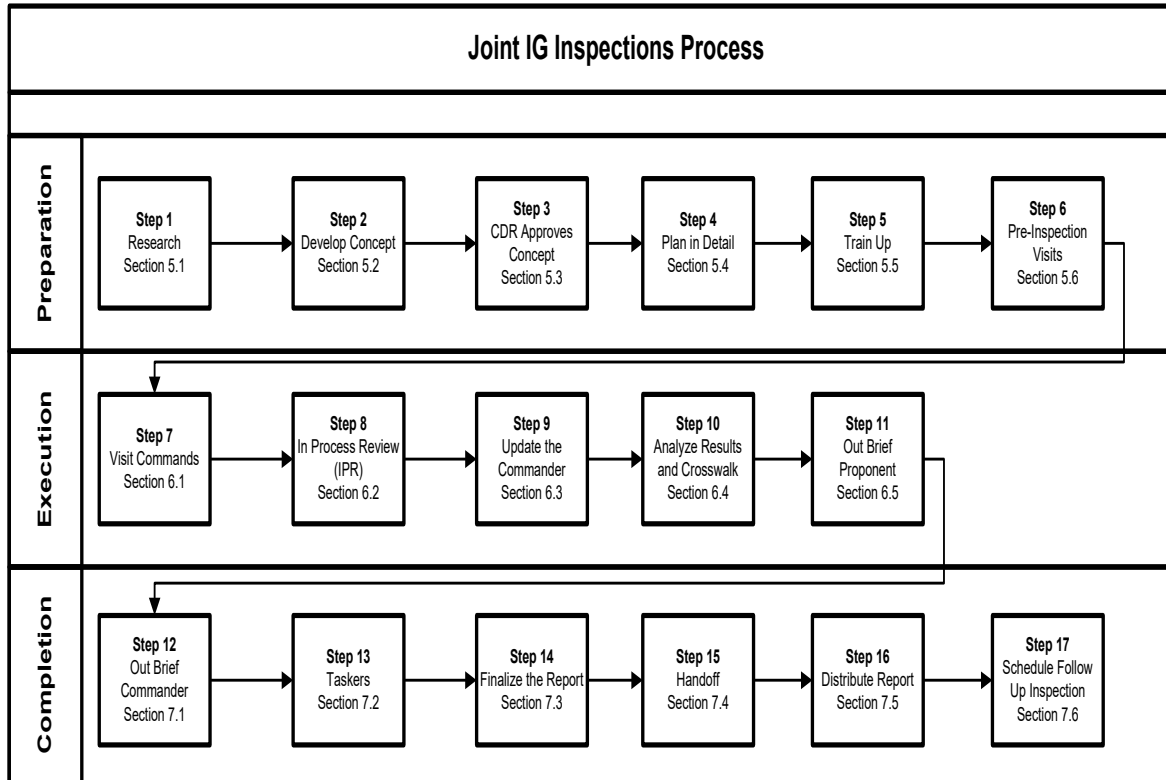 Joint IG Inspections Process
Preparation
Step 1
Research
Section 5.1
Step 2
Develop Concept
Section 5.2
Step 3
CDR Approves
Concept
Section 5.3
Step 4
Plan in Detail
Section 5.4
Step 5
Train Up
Section 5.5
Step 6
Pre-Inspection
Visits
Section 5.6
Execution
Step 7
Visit Commands
Section 6.1
Step 8
In Process Review
(IPR)
Section 6.2
Step 9
Update the
Commander
Section 6.3
Step 10
Analyze Results
and Crosswalk
Section 6.4
Step 11
Out Brief
Proponent
Section 6.5
Completion
Step 12
Out Brief
Commander
Section 7.1
Step 13
Taskers
Section 7.2
Step 14
Finalize the Report
Section 7.3
Step 15
Handoff
Section 7.4
Step 16
Distribute Report
Section 7.5
Step 17
Schedule Follow
Up Inspection
Section 7.6